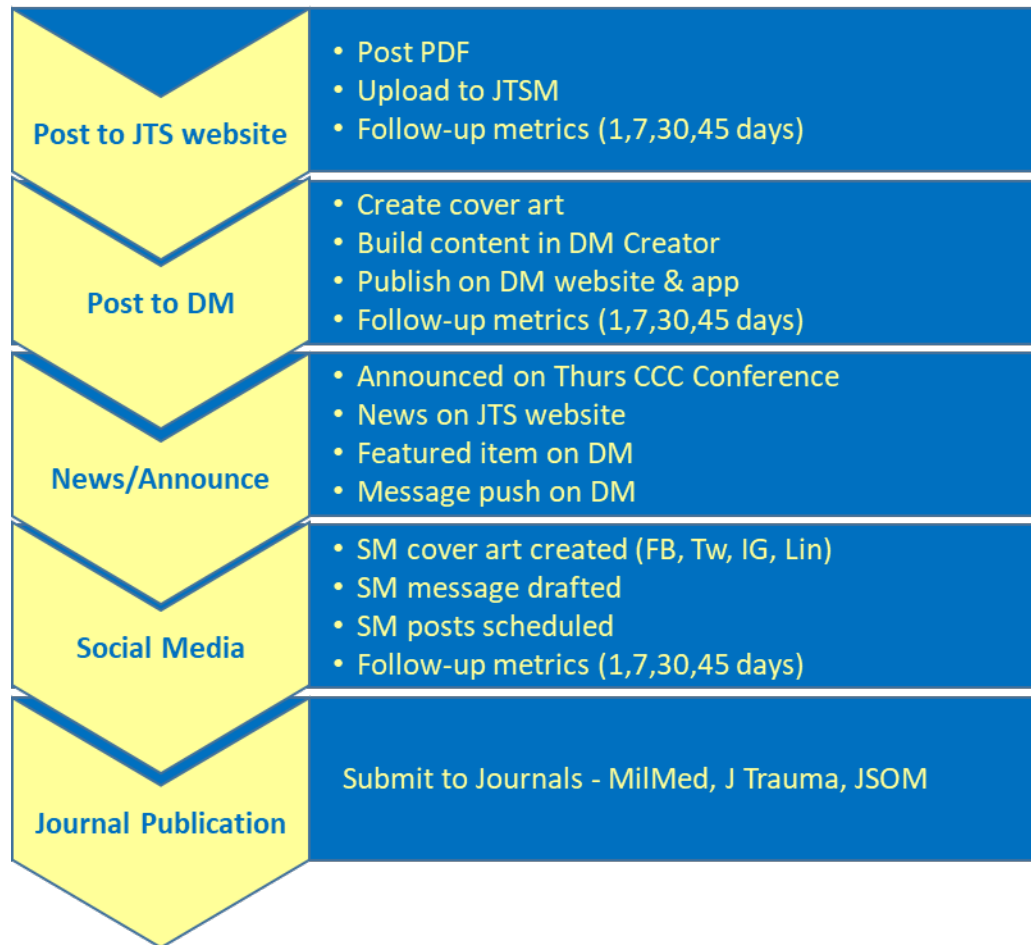 Post to JTS website
• Post PDF
• Upload to JTSM
• Follow-up metrics (1,7,30,45 days)
Post to DM
• Create cover art
• Build content in DM Creator
• Publish on DM website & app
• Follow-up metrics (1,7,30,45 days)
News/Announce
• Announced on Thurs CCC Conference
• News on JTS website
• Featured item on DM
• Message push on DM
Social Media
• SM cover art created (FB, Tw, IG, Lin)
• SM message drafted
• SM posts scheduled
• Follow-up metrics (1,7,30,45 days)
Journal Publication
Submit to Journals - MilMed, J Trauma, JSOM